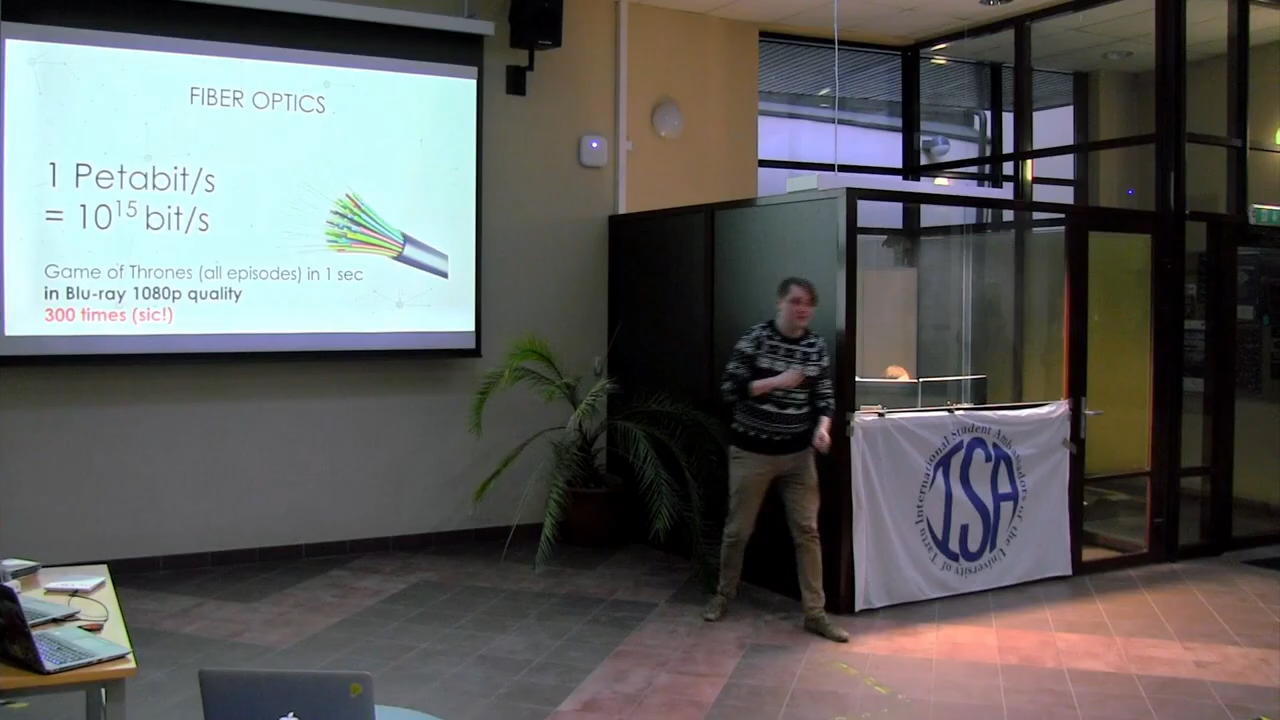 FIBER OPTICS
1 Petabit/s
= 10¹⁵ bit/s
Game of Thrones (all episodes) in 1 sec
in Blu-ray 1080p quality
300 times (sic!)
International Student Ambassadors of the University of Tartu
ISA